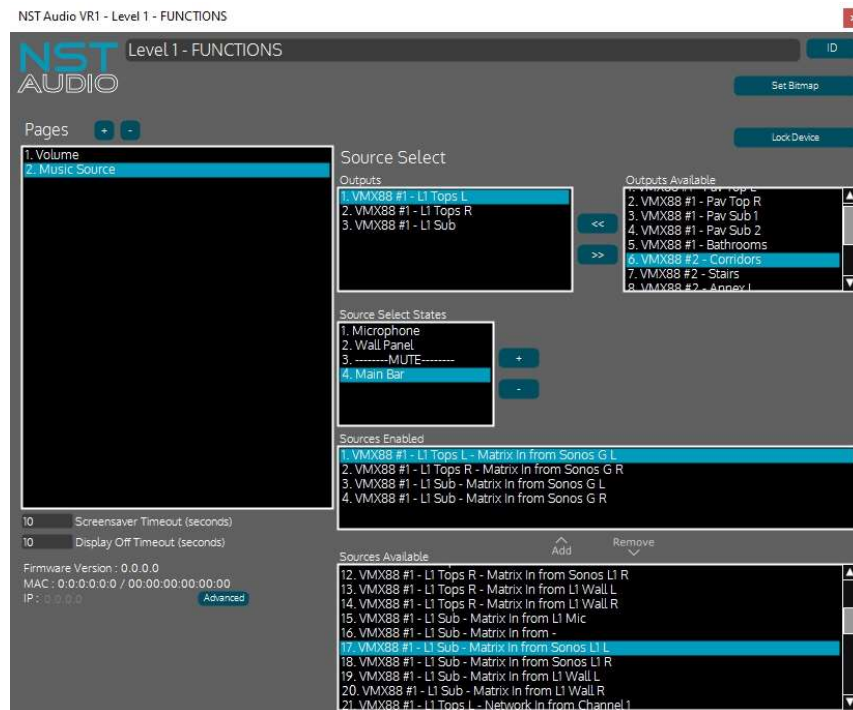 NST Audio VR1 - Level 1 - FUNCTIONS
x
NST
AUDIO
Level 1 - FUNCTIONS
ID
Set Bitmap
Lock Device
Pages
+
-
1. Volume
2. Music Source
Source Select
Outputs
1. VMX88 #1 - L1 Tops L
2. VMX88 #1 - L1 Tops R
3. VMX88 #1 - L1 Sub
<<
>>
Outputs Available
2. VMX88 #1 - Pav Top R
3. VMX88 #1 - Pav Sub 1
4. VMX88 #1 - Pav Sub 2
5. VMX88 #1 - Bathrooms
6. VMX88 #2 - Corridors
7. VMX88 #2 - Stairs
8. VMX88 #2 - Annex L
Source Select States
1. Microphone
2. Wall Panel
3. --------MUTE--------
4. Main Bar
+
-
Sources Enabled
1. VMX88 #1 - L1 Tops L - Matrix In from Sonos G L
2. VMX88 #1 - L1 Tops R - Matrix In from Sonos G R
3. VMX88 #1 - L1 Sub - Matrix In from Sonos G L
4. VMX88 #1 - L1 Sub - Matrix In from Sonos G R
10 Screensaver Timeout (seconds)
10 Display Off Timeout (seconds)
Firmware Version : 0.0.0.0
MAC : 0:0:0:0:0:0 / 00:00:00:00:00:00
IP : 0.0.0.0
Advanced
Add
Remove
Sources Available
12. VMX88 #1 - L1 Tops R - Matrix In from Sonos L1 R
13. VMX88 #1 - L1 Tops R - Matrix In from L1 Wall L
14. VMX88 #1 - L1 Tops R - Matrix In from L1 Wall R
15. VMX88 #1 - L1 Sub - Matrix In from L1 Mic
16. VMX88 #1 - L1 Sub - Matrix In from -
17. VMX88 #1 - L1 Sub - Matrix In from Sonos L1 L
18. VMX88 #1 - L1 Sub - Matrix In from Sonos L1 R
19. VMX88 #1 - L1 Sub - Matrix In from L1 Wall L
20. VMX88 #1 - L1 Sub - Matrix In from L1 Wall R
21. VMX88 #1 - L1 Tops L - Network In from Channel 1